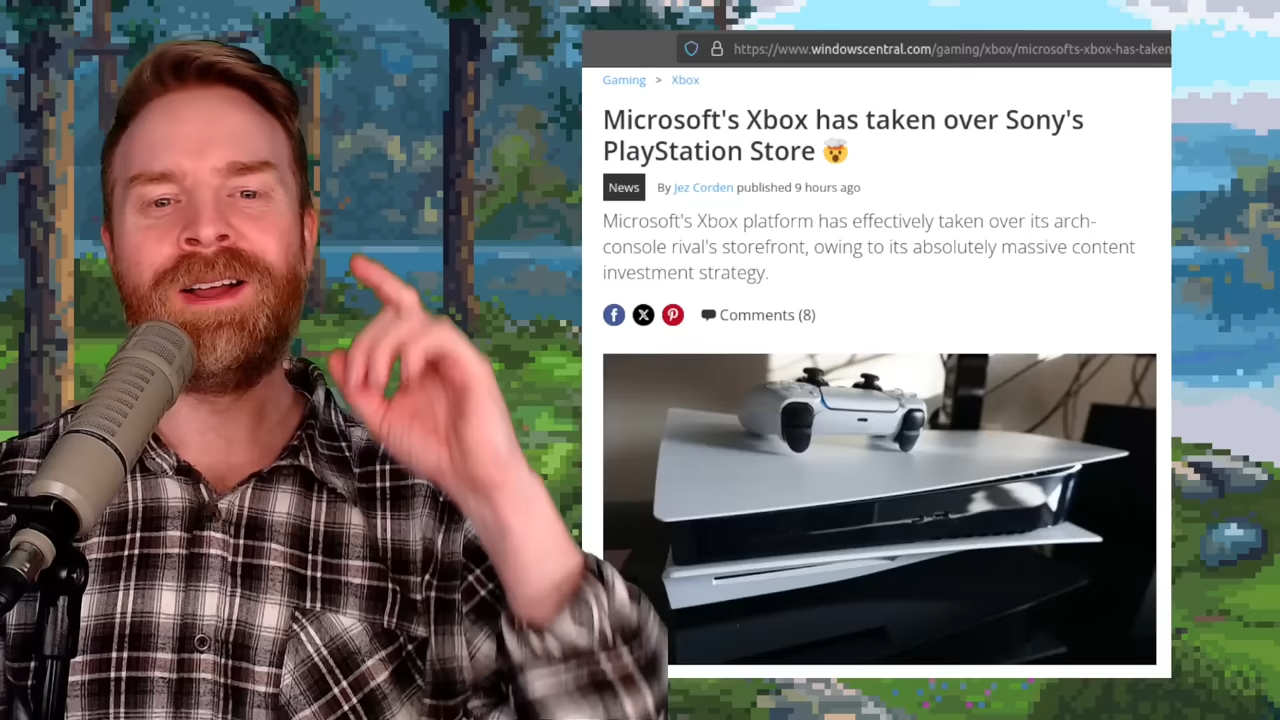 https://www.windowscentral.com/gaming/xbox/microsofts-xbox-has-taken
Gaming > Xbox
Microsoft's Xbox has taken over Sony's
PlayStation Store 🤯
News By Jez Corden published 9 hours ago
Microsoft's Xbox platform has effectively taken over its arch-
console rival's storefront, owing to its absolutely massive content
investment strategy.
Comments (8)